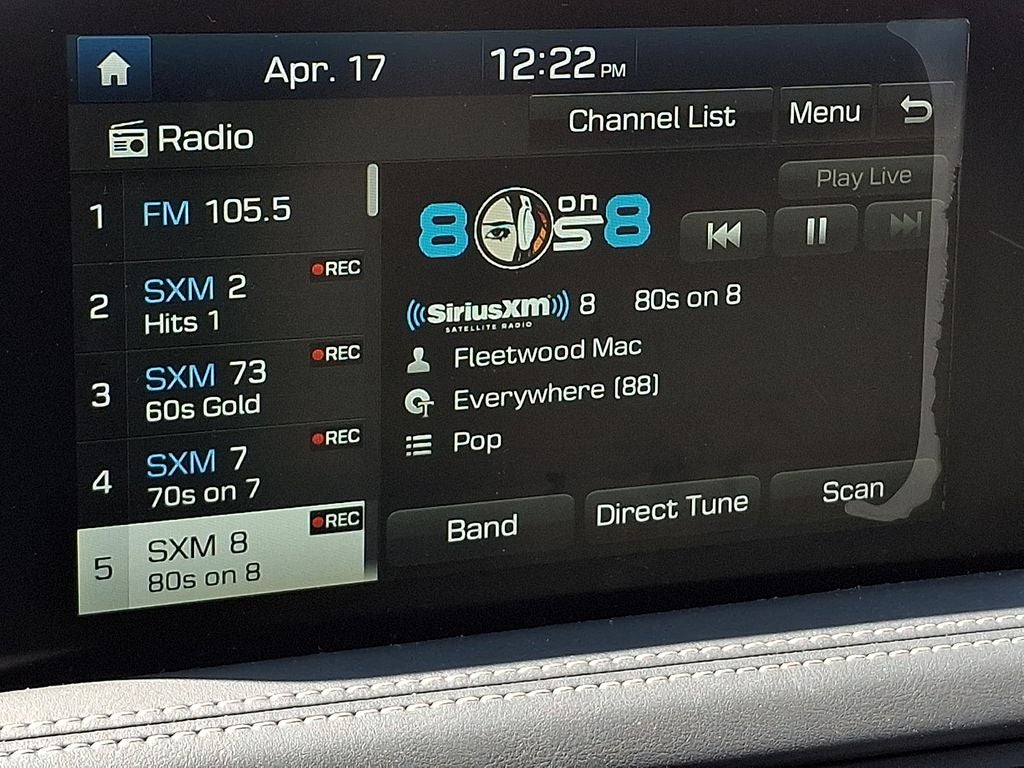 Apr. 17 12:22 PM
Radio Channel List Menu
Play Live
1 FM 105.5
2 SXM 2 REC
Hits 1
3 SXM 73 REC
60s Gold
4 SXM 7 REC
70s on 7
5 SXM 8 REC
80s on 8
80s on 8
((SiriusXM)) 8 80s on 8
SATELLITE RADIO
Fleetwood Mac
Everywhere (88)
Pop
Band Direct Tune Scan